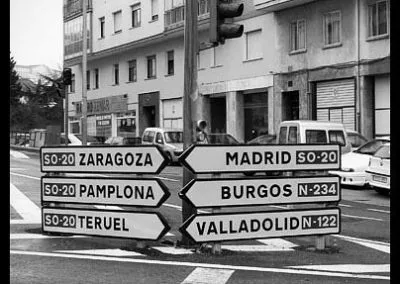 SO-20 ZARAGOZA
SO-20 PAMPLONA
SO-20 TERUEL
MADRID SO-20
BURGOS N-234
VALLADOLID N-122